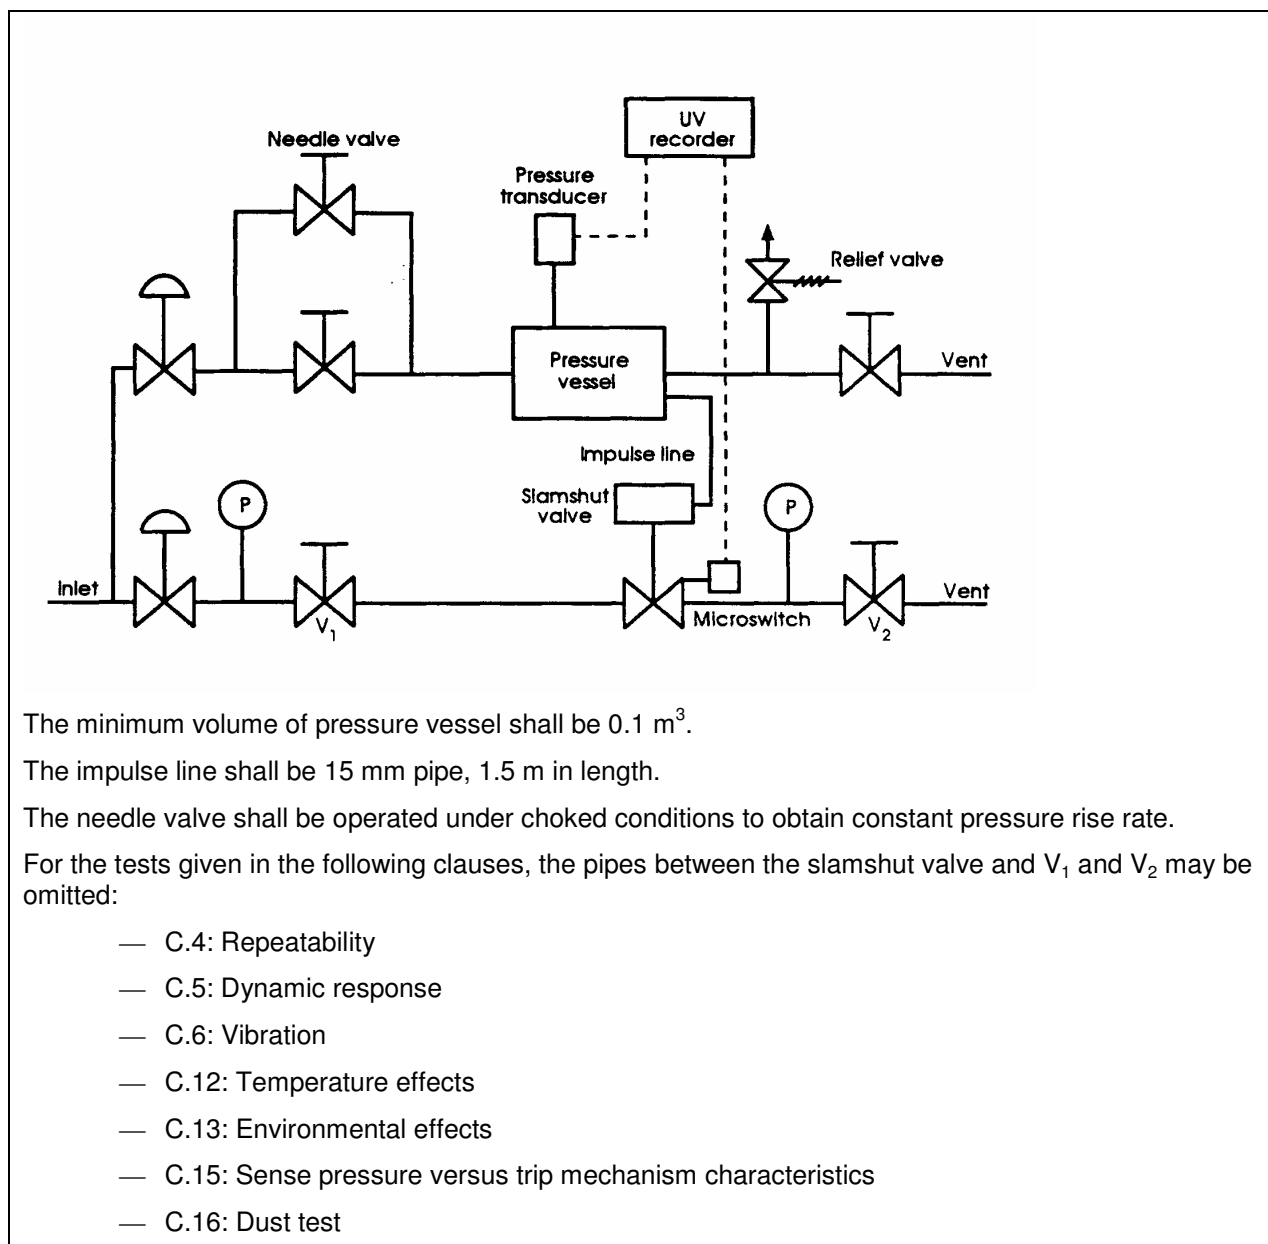 UV
recorder
Needle valve
Pressure
transducer
Relief valve
Pressure
vessel
Vent
Impulse line
Slamshut
valve
P
P
Inlet
V1
Microswitch
V2
Vent
The minimum volume of pressure vessel shall be 0.1 m³.
The impulse line shall be 15 mm pipe, 1.5 m in length.
The needle valve shall be operated under choked conditions to obtain constant pressure rise rate.
For the tests given in the following clauses, the pipes between the slamshut valve and V₁ and V₂ may be
omitted:
— C.4: Repeatability
— C.5: Dynamic response
— C.6: Vibration
— C.12: Temperature effects
— C.13: Environmental effects
— C.15: Sense pressure versus trip mechanism characteristics
— C.16: Dust test